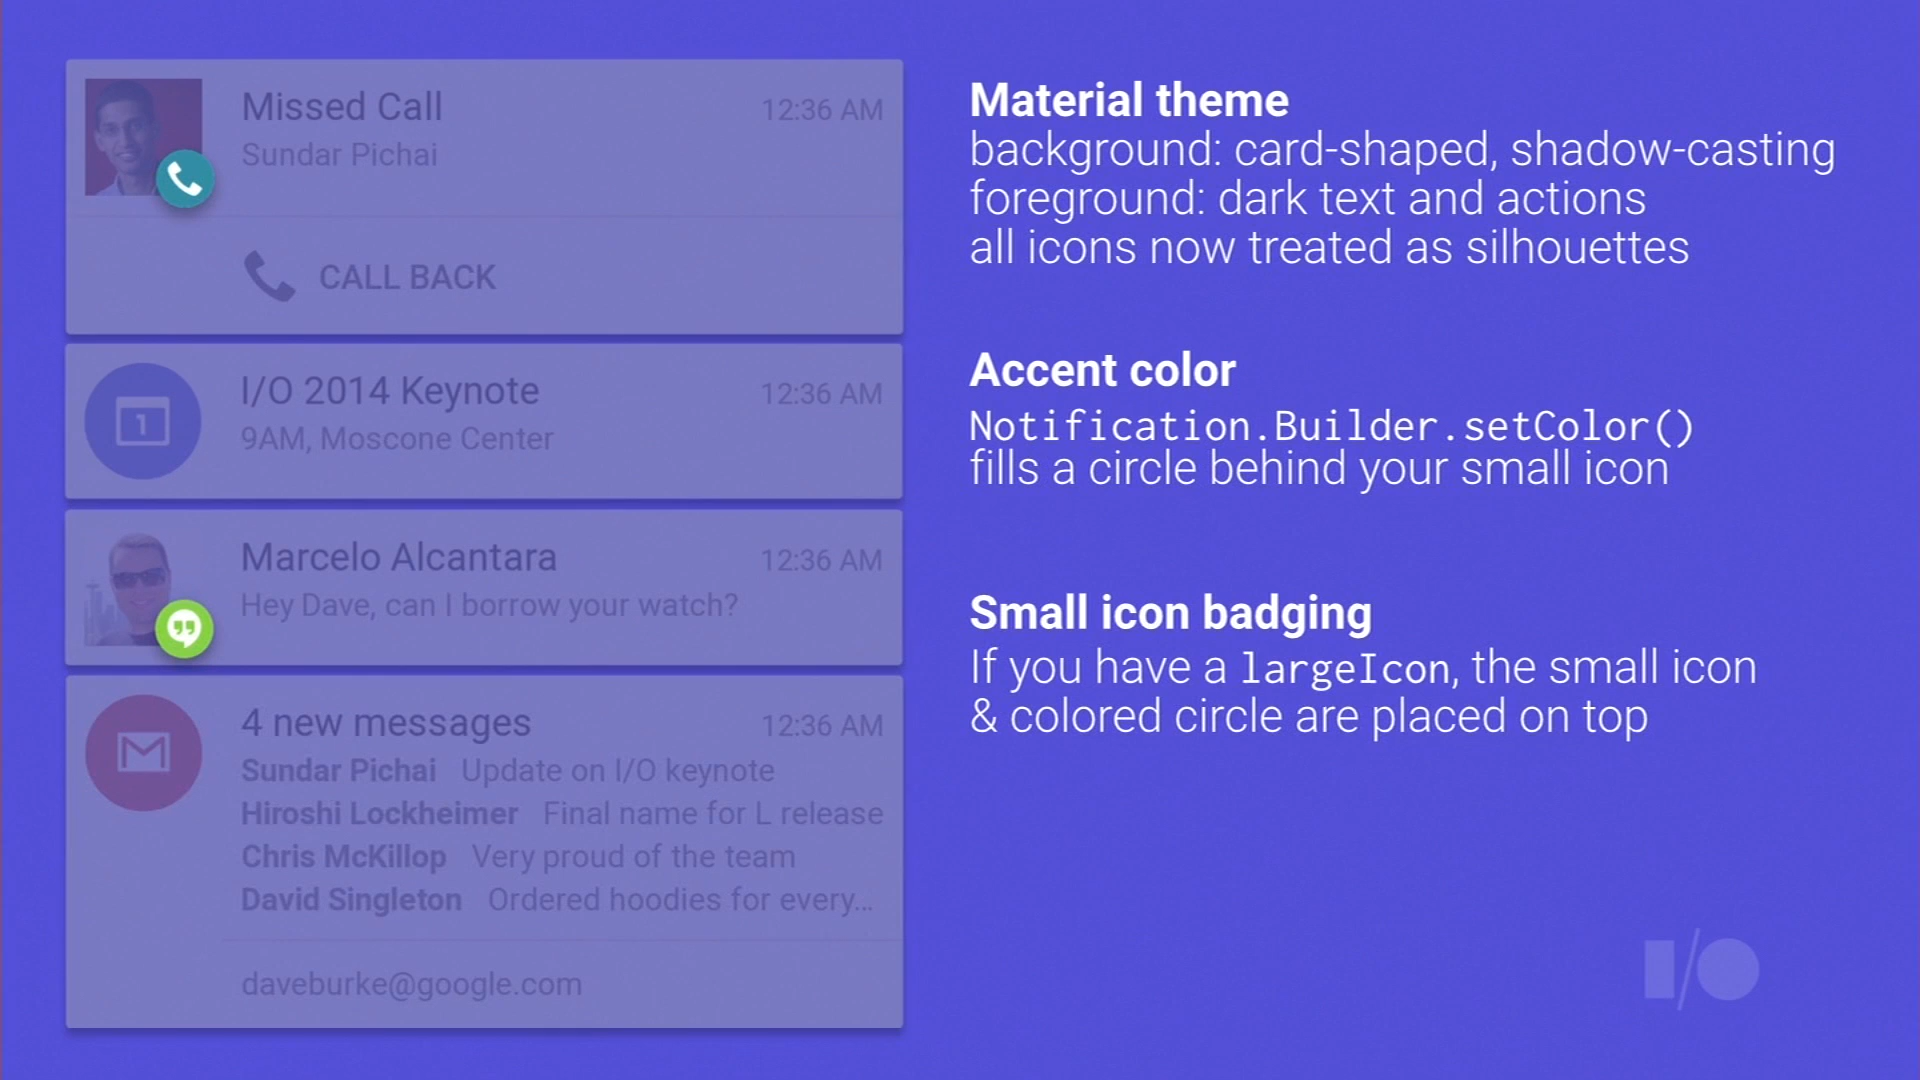 Missed Call
12:36 AM
Sundar Pichai
CALL BACK
1
I/O 2014 Keynote
12:36 AM
9AM, Moscone Center
Marcelo Alcantara
12:36 AM
Hey Dave, can I borrow your watch?
4 new messages
12:36 AM
Sundar Pichai Update on I/O keynote
Hiroshi Lockheimer Final name for L release
Chris McKillop Very proud of the team
David Singleton Ordered hoodies for every...
daveburke@google.com
Material theme
background: card-shaped, shadow-casting
foreground: dark text and actions
all icons now treated as silhouettes
Accent color
Notification.Builder.setColor()
fills a circle behind your small icon
Small icon badging
If you have a largeIcon, the small icon
& colored circle are placed on top
I/O